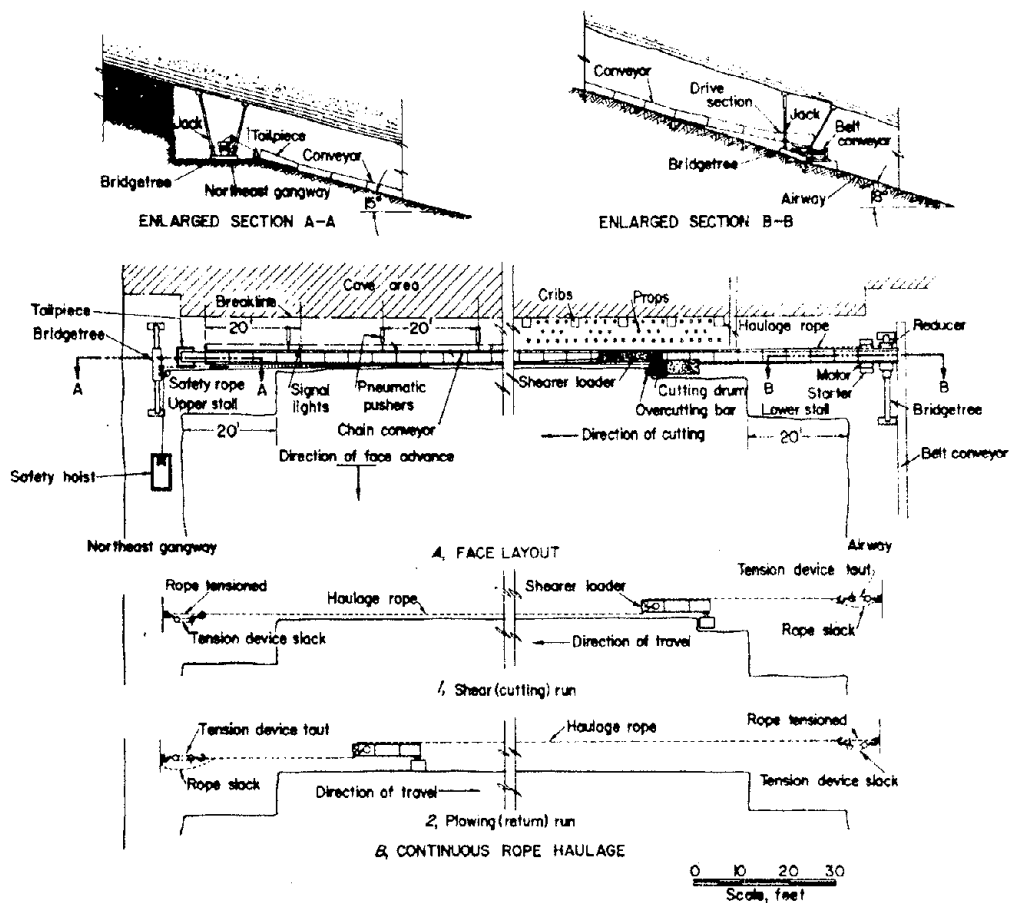 Jack
Tailpiece
Conveyor
Bridgetree
Northeast gangway
15°
ENLARGED SECTION A-A
Conveyor
Drive
section
Jack
Belt
conveyor
Bridgetree
Airway
18°
ENLARGED SECTION B-B
Tailpiece
Bridgetree
Breakline
Cave area
20'
20'
Cribs
Props
Haulage rope
Reducer
A
A
B
B
Safety rope
Upper stall
Signal
lights
Pneumatic
pushers
Chain conveyor
Shearer loader
Cutting drum
Overcutting bar
Lower stall
Motor
Starter
Bridgetree
20'
Direction of cutting
20'
Belt conveyor
Direction of face advance
Safety hoist
Northeast gangway
A, FACE LAYOUT
Airway
Rope tensioned
Haulage rope
Shearer loader
Tension device taut
Tension device slack
Direction of travel
Rope slack
1, Shear (cutting) run
Tension device taut
Haulage rope
Rope tensioned
Rope slack
Direction of travel
Tension device slack
2, Plowing (return) run
B, CONTINUOUS ROPE HAULAGE
0 10 20 30
Scale, feet